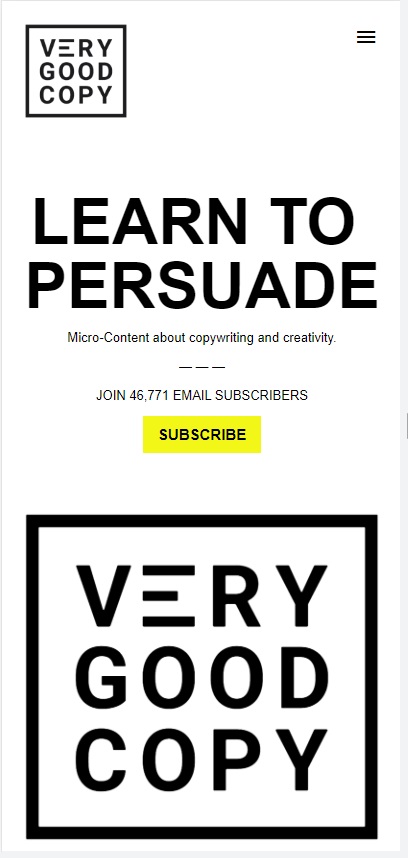 VERY
GOOD
COPY
LEARN TO
PERSUADE
Micro-Content about copywriting and creativity.
— — —
JOIN 46,771 EMAIL SUBSCRIBERS
SUBSCRIBE
VERY
GOOD
COPY